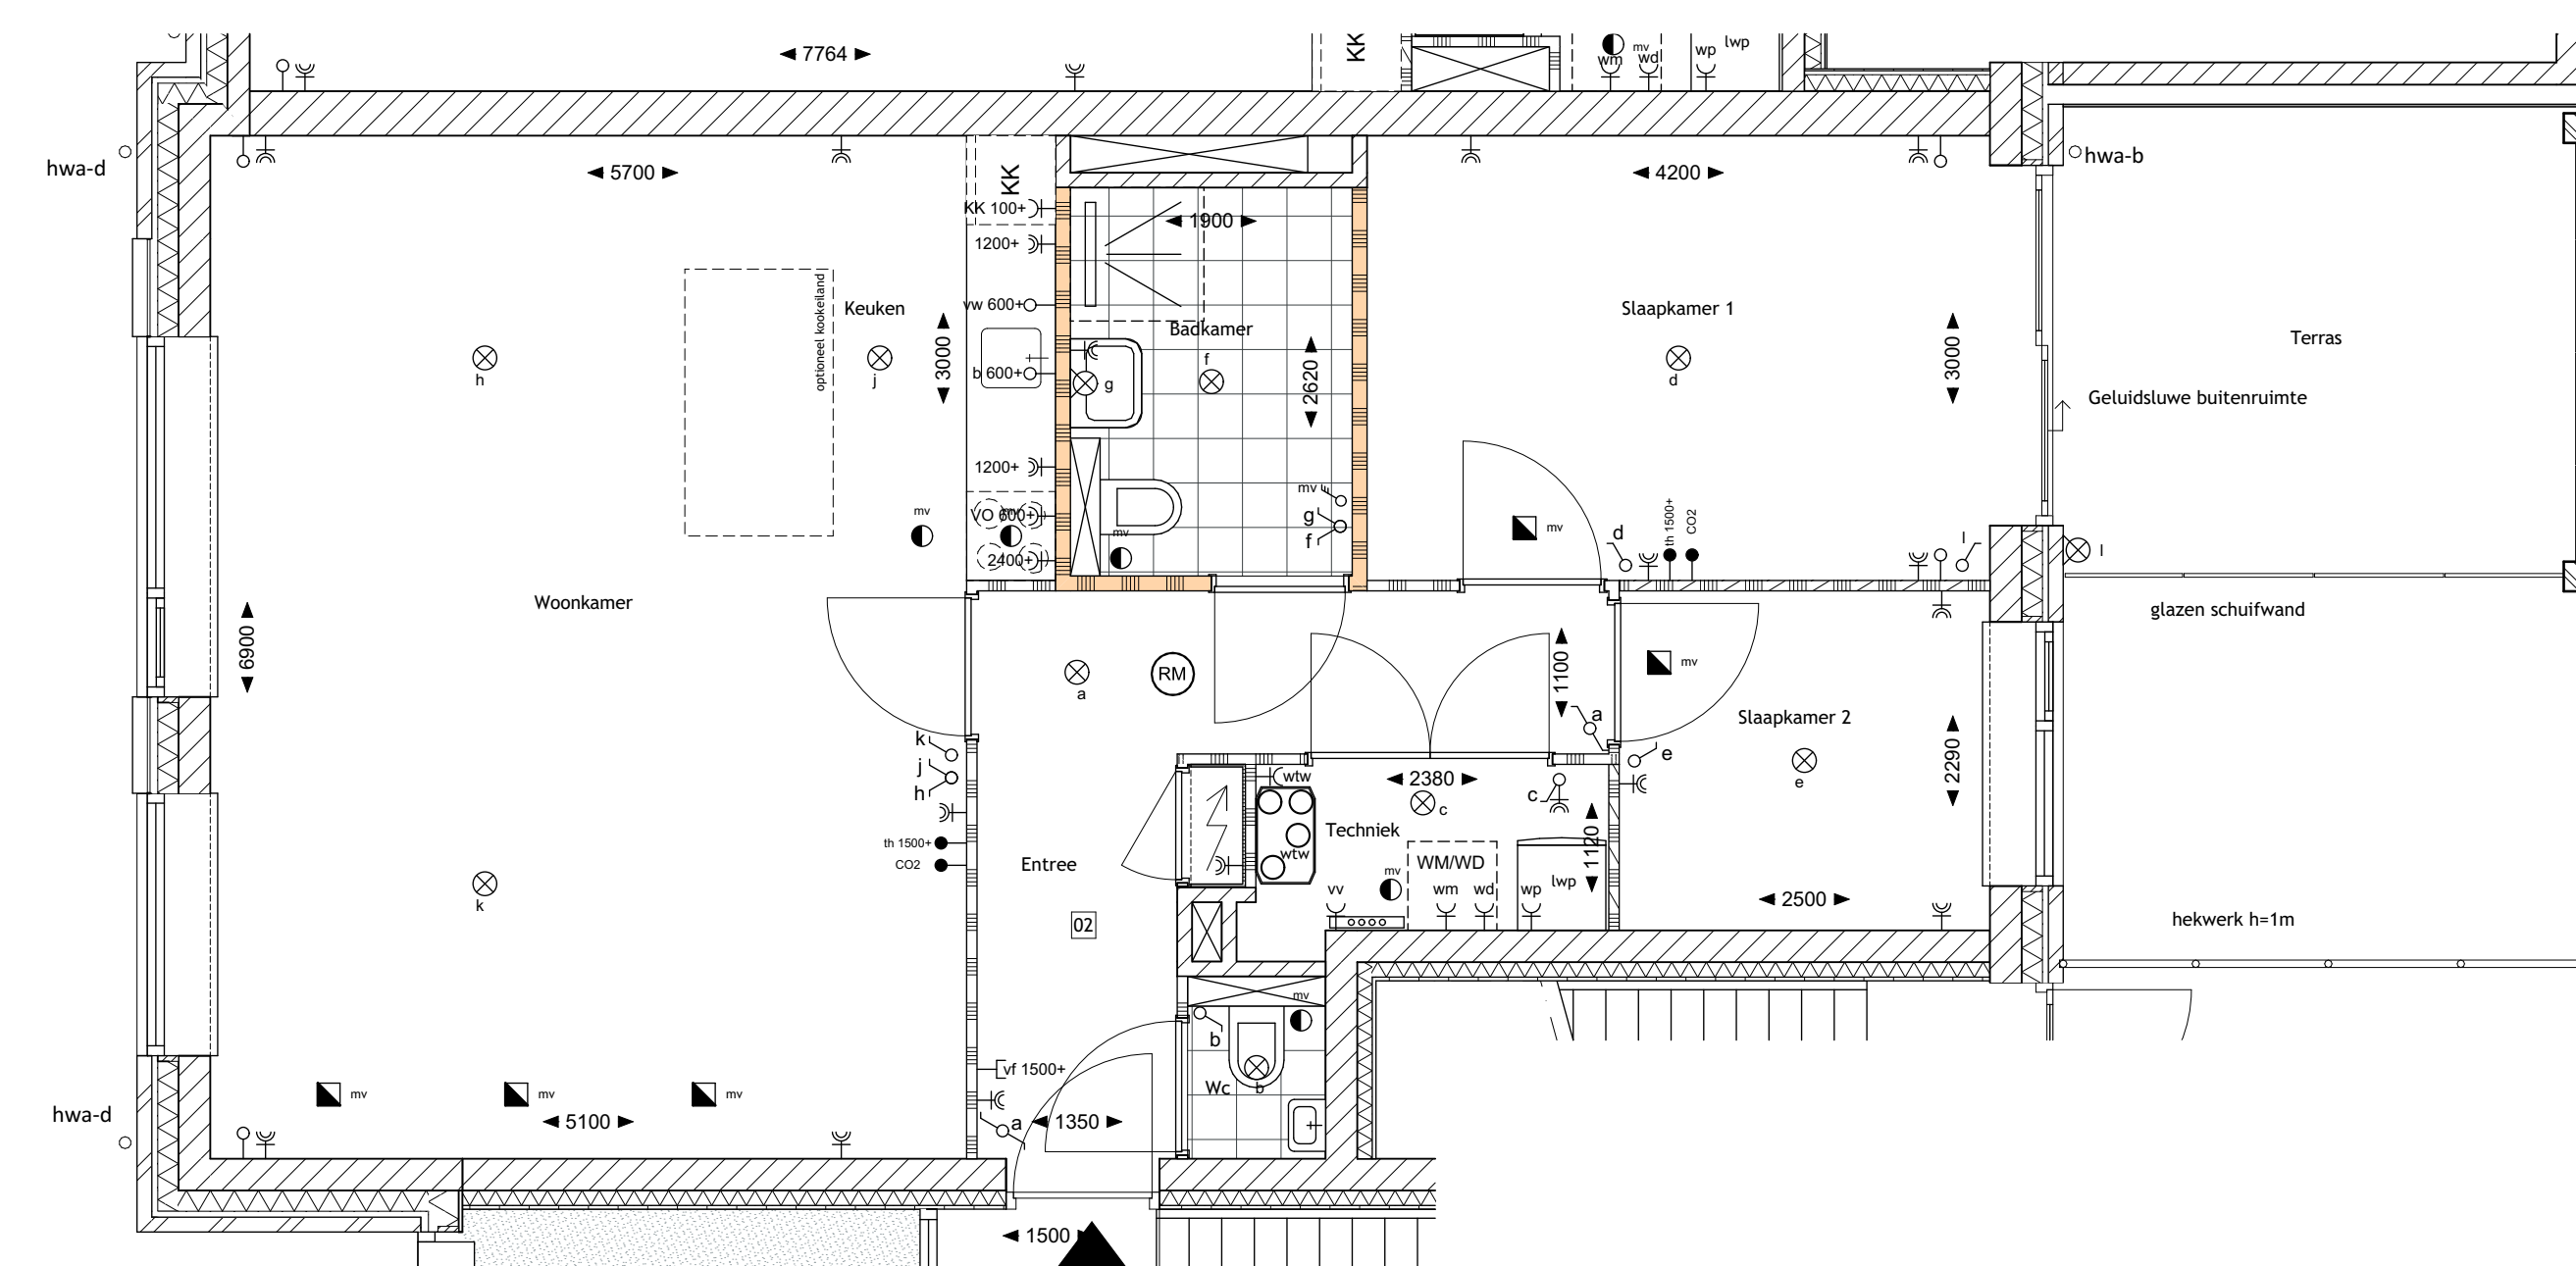 7764
KK
mv
wm
wd
wp
lwp
hwa-d
5700
KK
KK 100+
1200+
1900
4200
hwa-b
optioneel kookeiland
Keuken
vw 600+
Badkamer
Slaapkamer 1
Terras
h
j
3000
b 600+
g
f
2620
d
3000
Geluidsluwe buitenruimte
1200+
mv
VO 600+
mv
2400+
mv
mv
g
f
mv
d
th 1500+
CO2
l
l
Woonkamer
6900
glazen schuifwand
a
RM
1100
mv
a
Slaapkamer 2
k
j
h
e
e
2290
wtw
2380
c
c
th 1500+
CO2
Entree
Techniek
wtw
1120
WM/WD
mv
vv
wm
wd
wp
lwp
2500
k
02
hekwerk h=1m
mv
b
vf 1500+
Wc
b
hwa-d
mv
mv
mv
5100
a
1350
1500